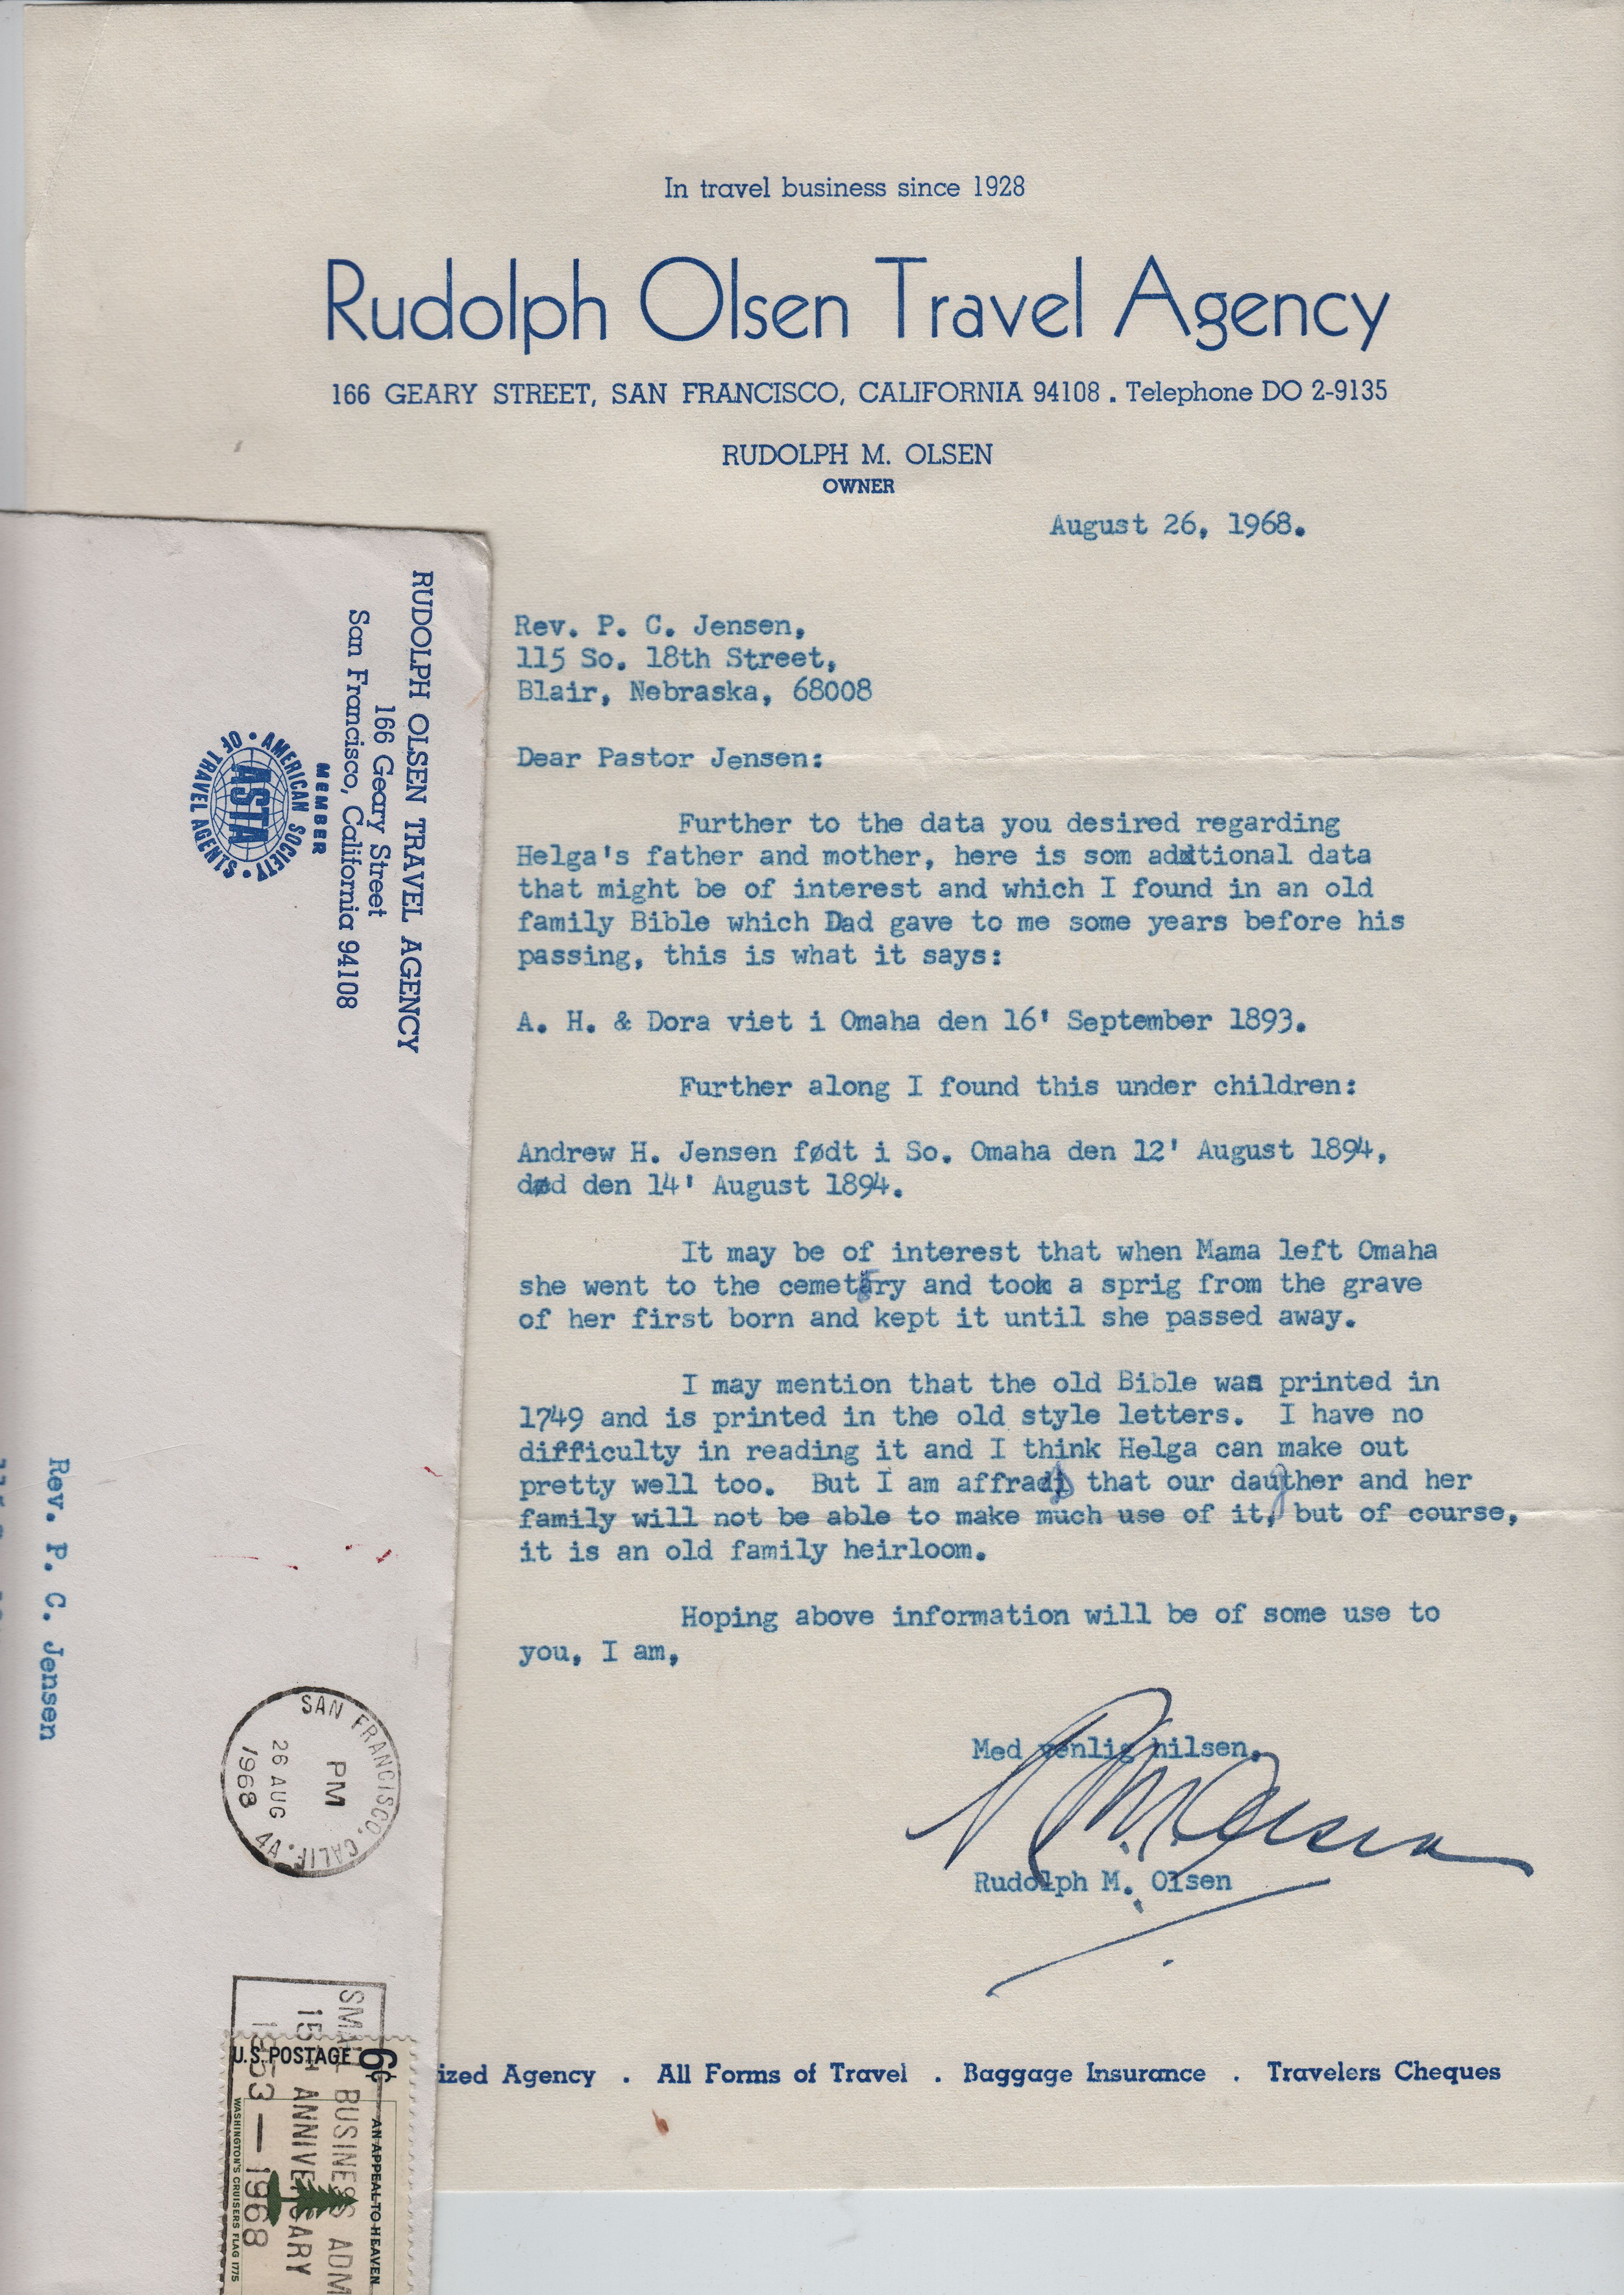 In travel business since 1928
Rudolph Olsen Travel Agency
166 GEARY STREET, SAN FRANCISCO, CALIFORNIA 94108 . Telephone DO 2-9135
RUDOLPH M. OLSEN
OWNER
August 26, 1968.
Rev. P. C. Jensen,
115 So. 18th Street,
Blair, Nebraska, 68008
Dear Pastor Jensen:
Further to the data you desired regarding
Helga's father and mother, here is som additional data
that might be of interest and which I found in an old
family Bible which Dad gave to me some years before his
passing, this is what it says:
A. H. & Dora viet i Omaha den 16' September 1893.
Further along I found this under children:
Andrew H. Jensen født i So. Omaha den 12' August 1894,
død den 14' August 1894.
It may be of interest that when Mama left Omaha
she went to the cemetery and took a sprig from the grave
of her first born and kept it until she passed away.
I may mention that the old Bible was printed in
1749 and is printed in the old style letters. I have no
difficulty in reading it and I think Helga can make out
pretty well too. But I am that our and her
family will not be able to make much use of it, but of course,
it is an old family heirloom.
Hoping above information will be of some use to
you, I am,
Med venlig hilsen,
R M Olsen
Rudolph M. Olsen
ized Agency . All Forms of Travel . Baggage Insurance . Travelers Cheques
RUDOLPH OLSEN TRAVEL AGENCY
166 Geary Street
San Francisco, California 94108
MEMBER
AMERICAN SOCIETY OF TRAVEL AGENTS
ASTA
Rev. P. C. Jensen
SAN FRANCISCO, CALIF. 4A
PM
26 AUG
1968
SMALL BUSINESS ADM
15TH ANNIVERSARY
1953 — 1968
U.S. POSTAGE 6¢
AN APPEAL TO HEAVEN
WASHINGTON'S CRUISERS FLAG 1775